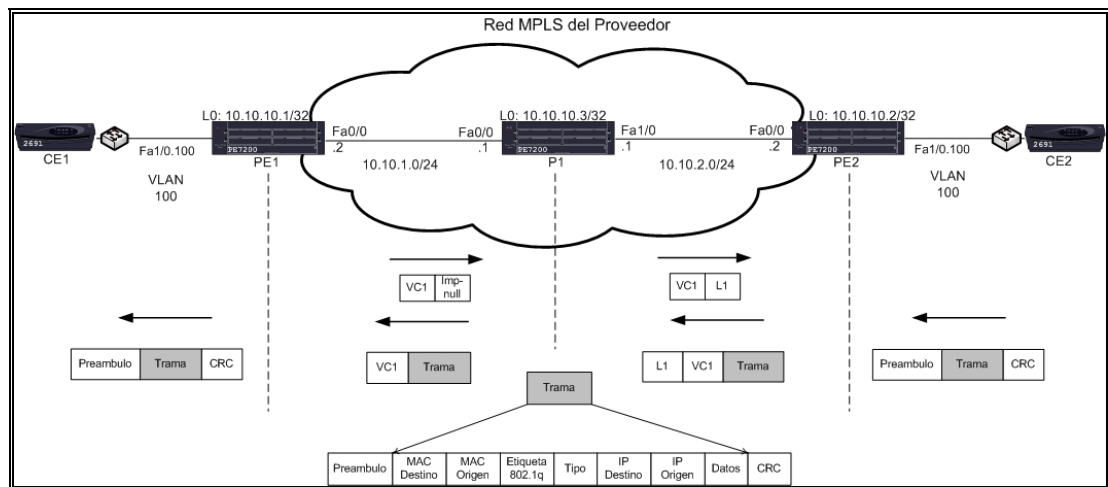 Red MPLS del Proveedor
L0: 10.10.10.1/32
L0: 10.10.10.3/32
L0: 10.10.10.2/32
2691
CE1
Fa1/0.100
VLAN
100
PE7200
PE1
Fa0/0
.2
10.10.1.0/24
Fa0/0
.1
PE7200
P1
Fa1/0
.1
10.10.2.0/24
Fa0/0
.2
PE7200
PE2
Fa1/0.100
VLAN
100
2691
CE2
VC1 Imp-
null
VC1 L1
Preambulo Trama CRC
VC1 Trama
L1 VC1 Trama
Preambulo Trama CRC
Trama
Preambulo MAC Destino MAC Origen Etiqueta 802.1q Tipo IP Destino IP Origen Datos CRC